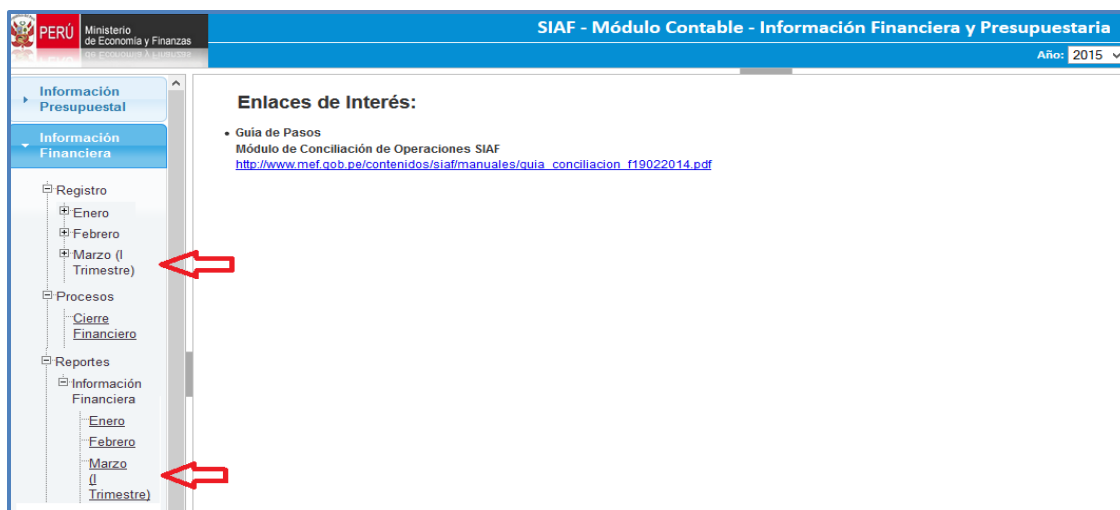 PERÚ
Ministerio
de Economía y Finanzas
SIAF - Módulo Contable - Información Financiera y Presupuestaria
Año: 2015
Información
Presupuestal
Información
Financiera
Registro
Enero
Febrero
Marzo (I
Trimestre)
Procesos
Cierre
Financiero
Reportes
Información
Financiera
Enero
Febrero
Marzo
(I
Trimestre)
Enlaces de Interés:
• Guía de Pasos
Módulo de Conciliación de Operaciones SIAF
http://www.mef.gob.pe/contenidos/siaf/manuales/guia_conciliacion_f19022014.pdf